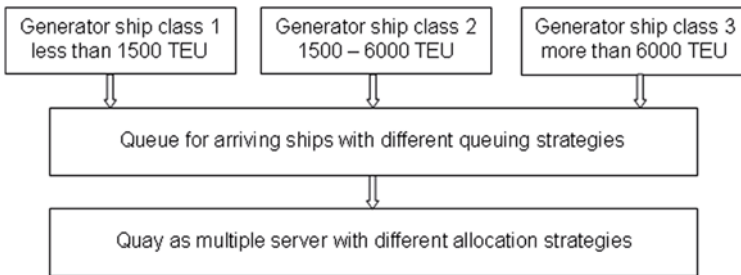 Generator ship class 1
less than 1500 TEU
Generator ship class 2
1500 – 6000 TEU
Generator ship class 3
more than 6000 TEU
Queue for arriving ships with different queuing strategies
Quay as multiple server with different allocation strategies